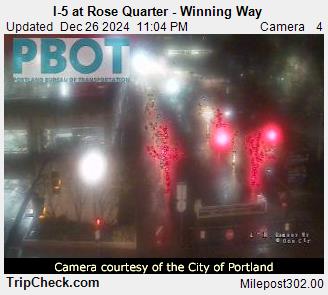 I-5 at Rose Quarter - Winning Way
Updated Dec 26 2024 11:04 PM Camera 4
PBOT
PORTLAND BUREAU OF TRANSPORTATION
Camera courtesy of the City of Portland
TripCheck.com Milepost302.00